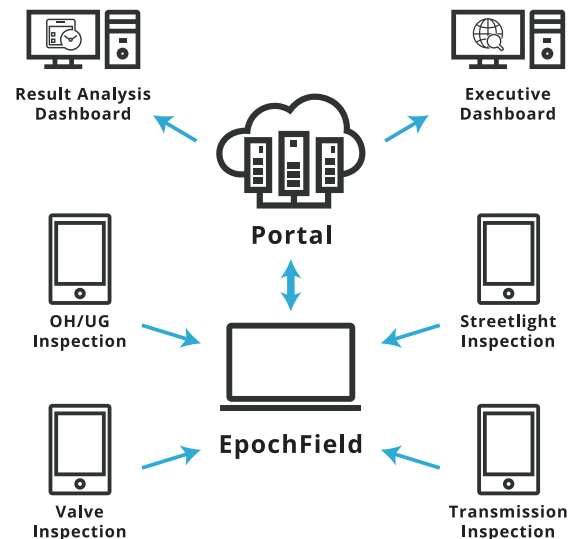 Result Analysis
Dashboard
Executive
Dashboard
Portal
OH/UG
Inspection
Streetlight
Inspection
EpochField
Valve
Inspection
Transmission
Inspection